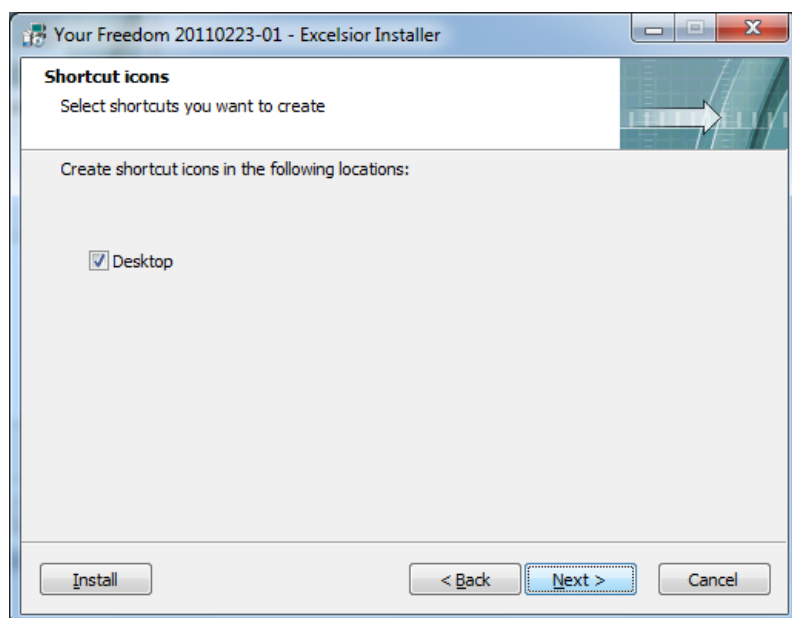 Your Freedom 20110223-01 - Excelsior Installer
Shortcut icons
Select shortcuts you want to create
Create shortcut icons in the following locations:
Desktop
Install < Back Next > Cancel